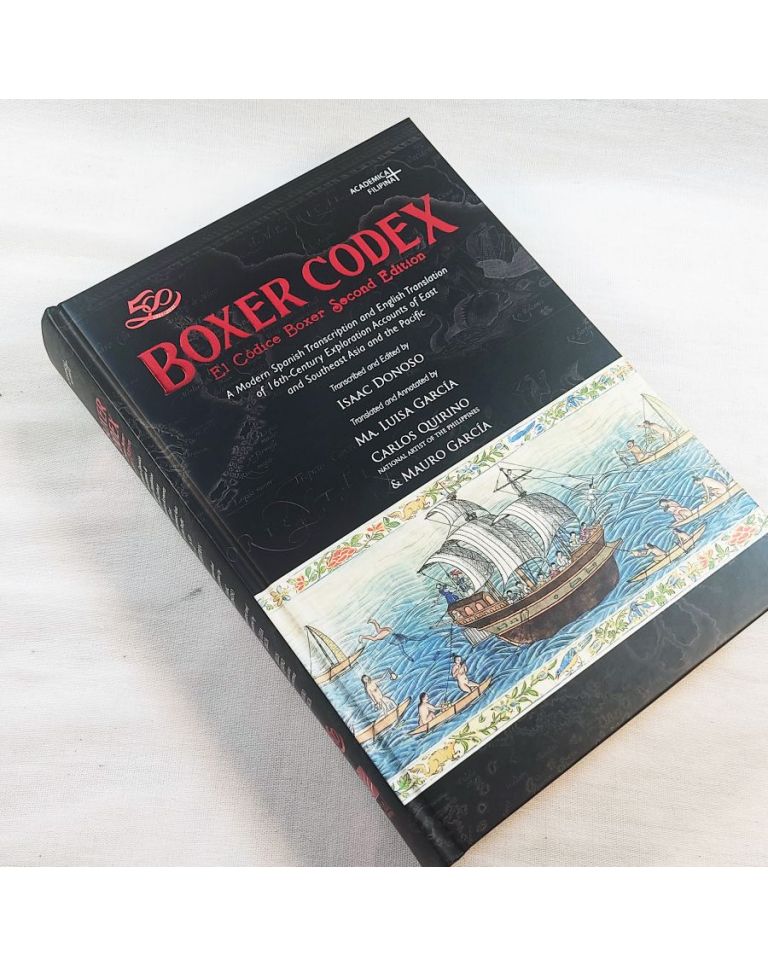 ACADEMICA
FILIPINA
500
BOXER CODEX
El Códice Boxer Second Edition
A Modern Spanish Transcription and English Translation
of 16th-Century Exploration Accounts of East
and Southeast Asia and the Pacific
Transcribed and Edited by
ISAAC DONOSO
Translated and Annotated by
MA. LUISA GARCÍA
CARLOS QUIRINO
NATIONAL ARTIST OF THE PHILIPPINES
& MAURO GARCÍA